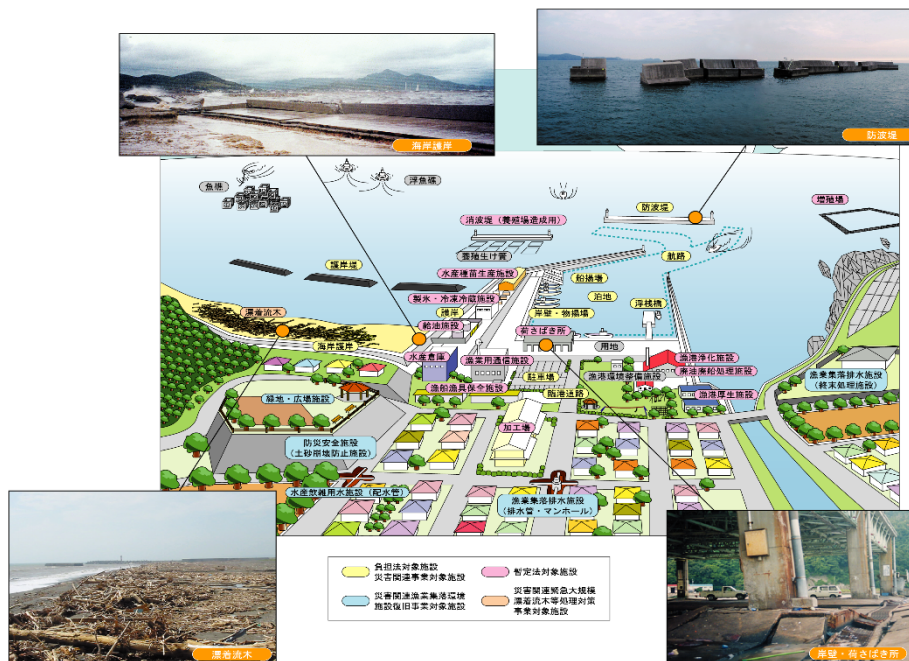 海岸護岸
防波堤
魚礁
浮魚礁
増殖場
防波堤
消波堤（養殖場造成用）
養殖生け簀
航路
護岸堤
水産種苗生産施設
船揚場
製氷・冷凍冷蔵施設
泊地
浮桟橋
漂着流木
護岸
岸壁・物揚場
給油施設
荷さばき所
海岸護岸
用地
水産倉庫
漁業用通信施設
漁港浄化施設
漁港環境整備施設
廃油廃船処理施設
駐車場
漁業集落排水施設
（終末処理施設）
漁船漁具保全施設
臨港道路
漁港厚生施設
緑地・広場施設
加工場
防災安全施設
（土砂崩壊防止施設）
水産飲雑用水施設（配水管）
漁業集落排水施設
（排水管・マンホール）
負担法対象施設
災害関連事業対象施設
暫定法対象施設
災害関連漁業集落環境
施設復旧事業対象施設
災害関連緊急大規模
漂着流木等処理対策
事業対象施設
漂着流木
岸壁・荷さばき所